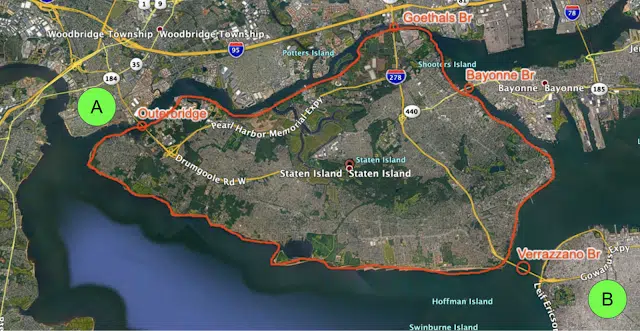 Goethals Br
81
1 9
78
Woodbridge Township Woodbridge Township
95
Potters Island
35
278
Shooters Island
184
Bayonne Br
A
Bayonne Bayonne
185
Outerbridge
440
Pearl Harbor Memorial Expy
Drumgoole Rd W
Staten Island
Staten Island Staten Island
Verrazzano Br
Gowanus Expy
Leif Ericson
B
Hoffman Island
Swinburne Island